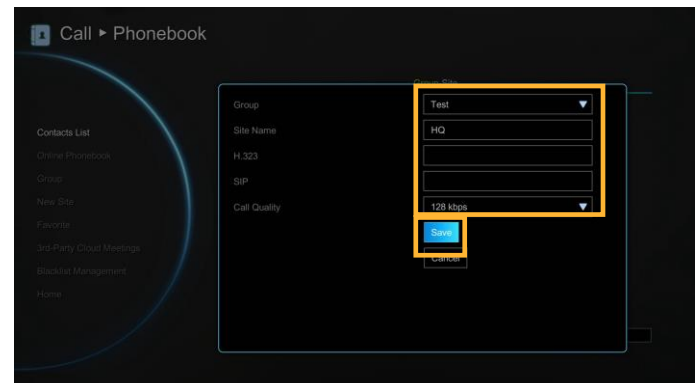 Call ▸ Phonebook
Group Site
Group Test
Site Name HQ
H.323
SIP
Call Quality 128 kbps
Save
Cancel
Contacts List
Online Phonebook
Group
New Site
Favorite
3rd-Party Cloud Meetings
Blacklist Management
Home